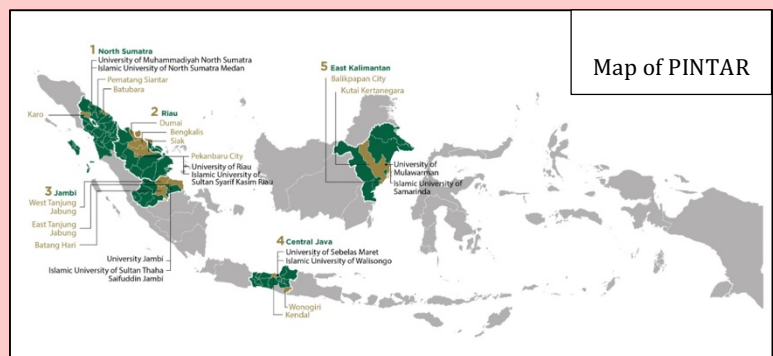 Map of PINTAR
1 North Sumatra
University of Muhammadiyah North Sumatra
Islamic University of North Sumatra Medan
Pematang Siantar
Batubara
Karo
2 Riau
Dumai
Bengkalis
Siak
Pekanbaru City
University of Riau
Islamic University of
Sultan Syarif Kasim Riau
3 Jambi
West Tanjung
Jabung
East Tanjung
Jabung
Batang Hari
University Jambi
Islamic University of Sultan Thaha
Saifuddin Jambi
4 Central Java
University of Sebelas Maret
Islamic University of Walisongo
Wonogiri
Kendal
5 East Kalimantan
Balikpapan City
Kutai Kertanegara
University of
Mulawarman
Islamic University of
Samarinda